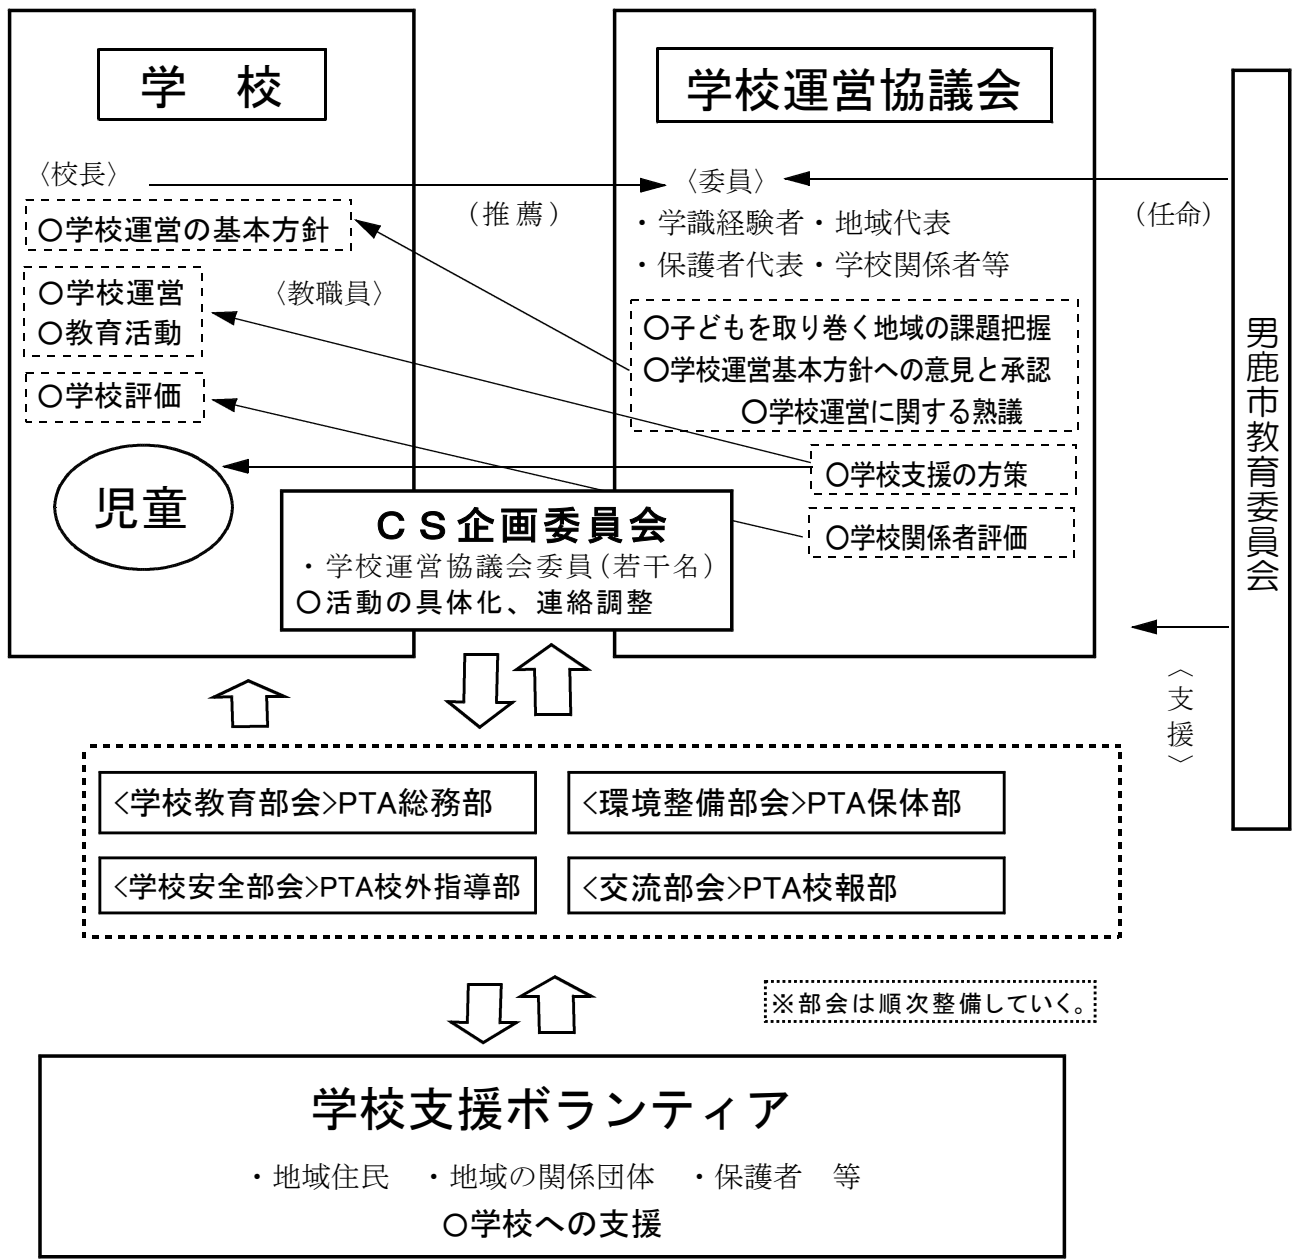 学　校
〈校長〉
○学校運営の基本方針
○学校運営
○教育活動
〈教職員〉
○学校評価
児童
(推薦)
学校運営協議会
〈委員〉
・学識経験者・地域代表
・保護者代表・学校関係者等
○子どもを取り巻く地域の課題把握
○学校運営基本方針への意見と承認
○学校運営に関する熟議
○学校支援の方策
○学校関係者評価
(任命)
男鹿市教育委員会
〈支援〉
ＣＳ企画委員会
・学校運営協議会委員(若干名)
○活動の具体化、連絡調整
<学校教育部会>PTA総務部
<環境整備部会>PTA保体部
<学校安全部会>PTA校外指導部
<交流部会>PTA校報部
※部会は順次整備していく。
学校支援ボランティア
・地域住民　・地域の関係団体　・保護者　等
○学校への支援